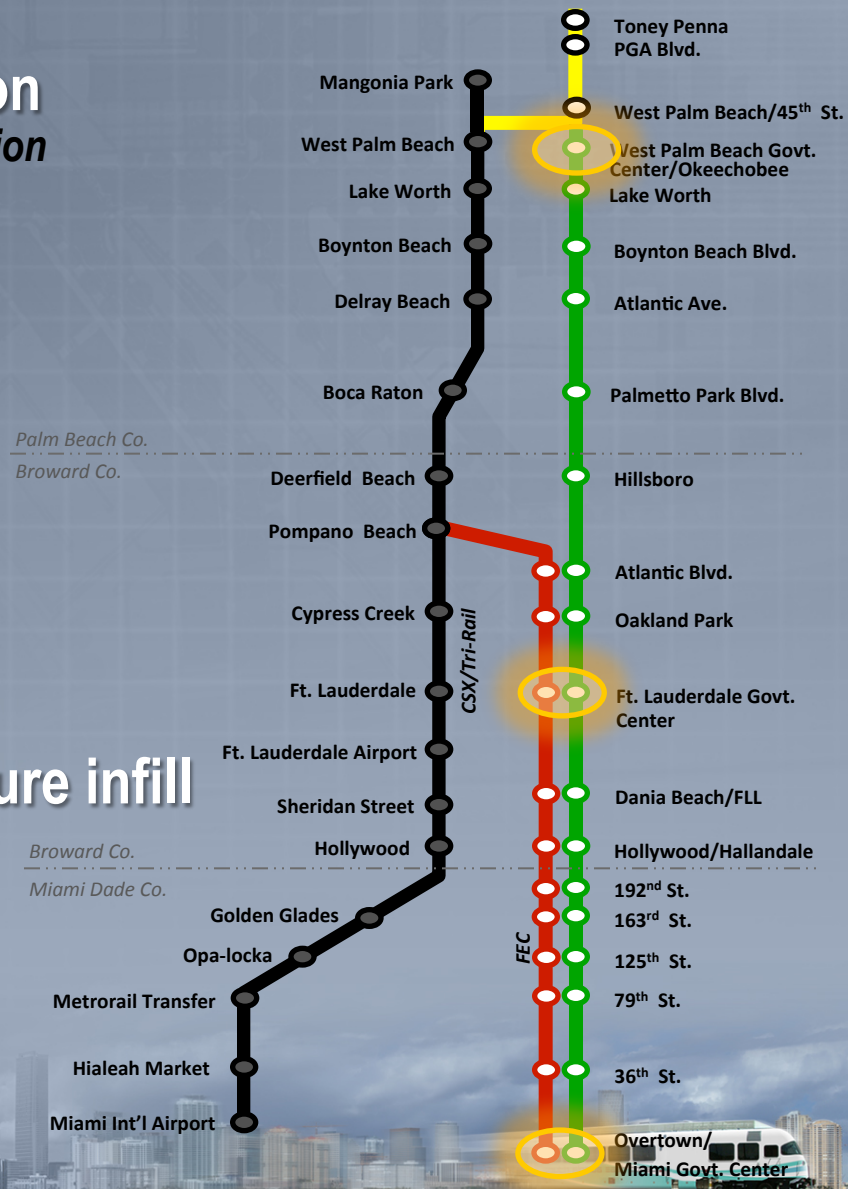 on
ion
ure infill
Toney Penna
PGA Blvd.
Mangonia Park
West Palm Beach/45th St.
West Palm Beach
West Palm Beach Govt.
Center/Okeechobee
Lake Worth
Lake Worth
Boynton Beach
Boynton Beach Blvd.
Delray Beach
Atlantic Ave.
Boca Raton
Palmetto Park Blvd.
Palm Beach Co.
Broward Co.
Deerfield Beach
Hillsboro
Pompano Beach
Atlantic Blvd.
Cypress Creek
Oakland Park
CSX/Tri-Rail
Ft. Lauderdale
Ft. Lauderdale Govt.
Center
Ft. Lauderdale Airport
Sheridan Street
Dania Beach/FLL
Hollywood
Hollywood/Hallandale
Broward Co.
Miami Dade Co.
192nd St.
Golden Glades
163rd St.
FEC
Opa-locka
125th St.
Metrorail Transfer
79th St.
Hialeah Market
36th St.
Miami Int'l Airport
Overtown/
Miami Govt. Center